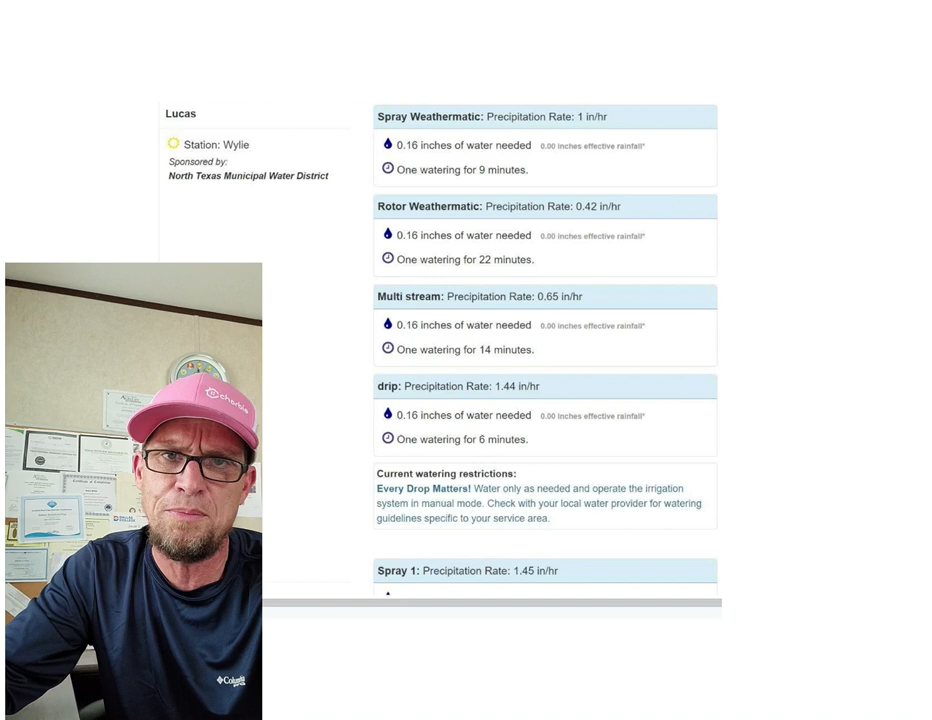 Lucas
Station: Wylie
Sponsored by:
North Texas Municipal Water District
Spray Weathermatic: Precipitation Rate: 1 in/hr
0.16 inches of water needed 0.00 inches effective rainfall*
One watering for 9 minutes.
Rotor Weathermatic: Precipitation Rate: 0.42 in/hr
0.16 inches of water needed 0.00 inches effective rainfall*
One watering for 22 minutes.
Multi stream: Precipitation Rate: 0.65 in/hr
0.16 inches of water needed 0.00 inches effective rainfall*
One watering for 14 minutes.
drip: Precipitation Rate: 1.44 in/hr
0.16 inches of water needed 0.00 inches effective rainfall*
One watering for 6 minutes.
Current watering restrictions:
Every Drop Matters! Water only as needed and operate the irrigation
system in manual mode. Check with your local water provider for watering
guidelines specific to your service area.
Spray 1: Precipitation Rate: 1.45 in/hr
charbie
Columbia